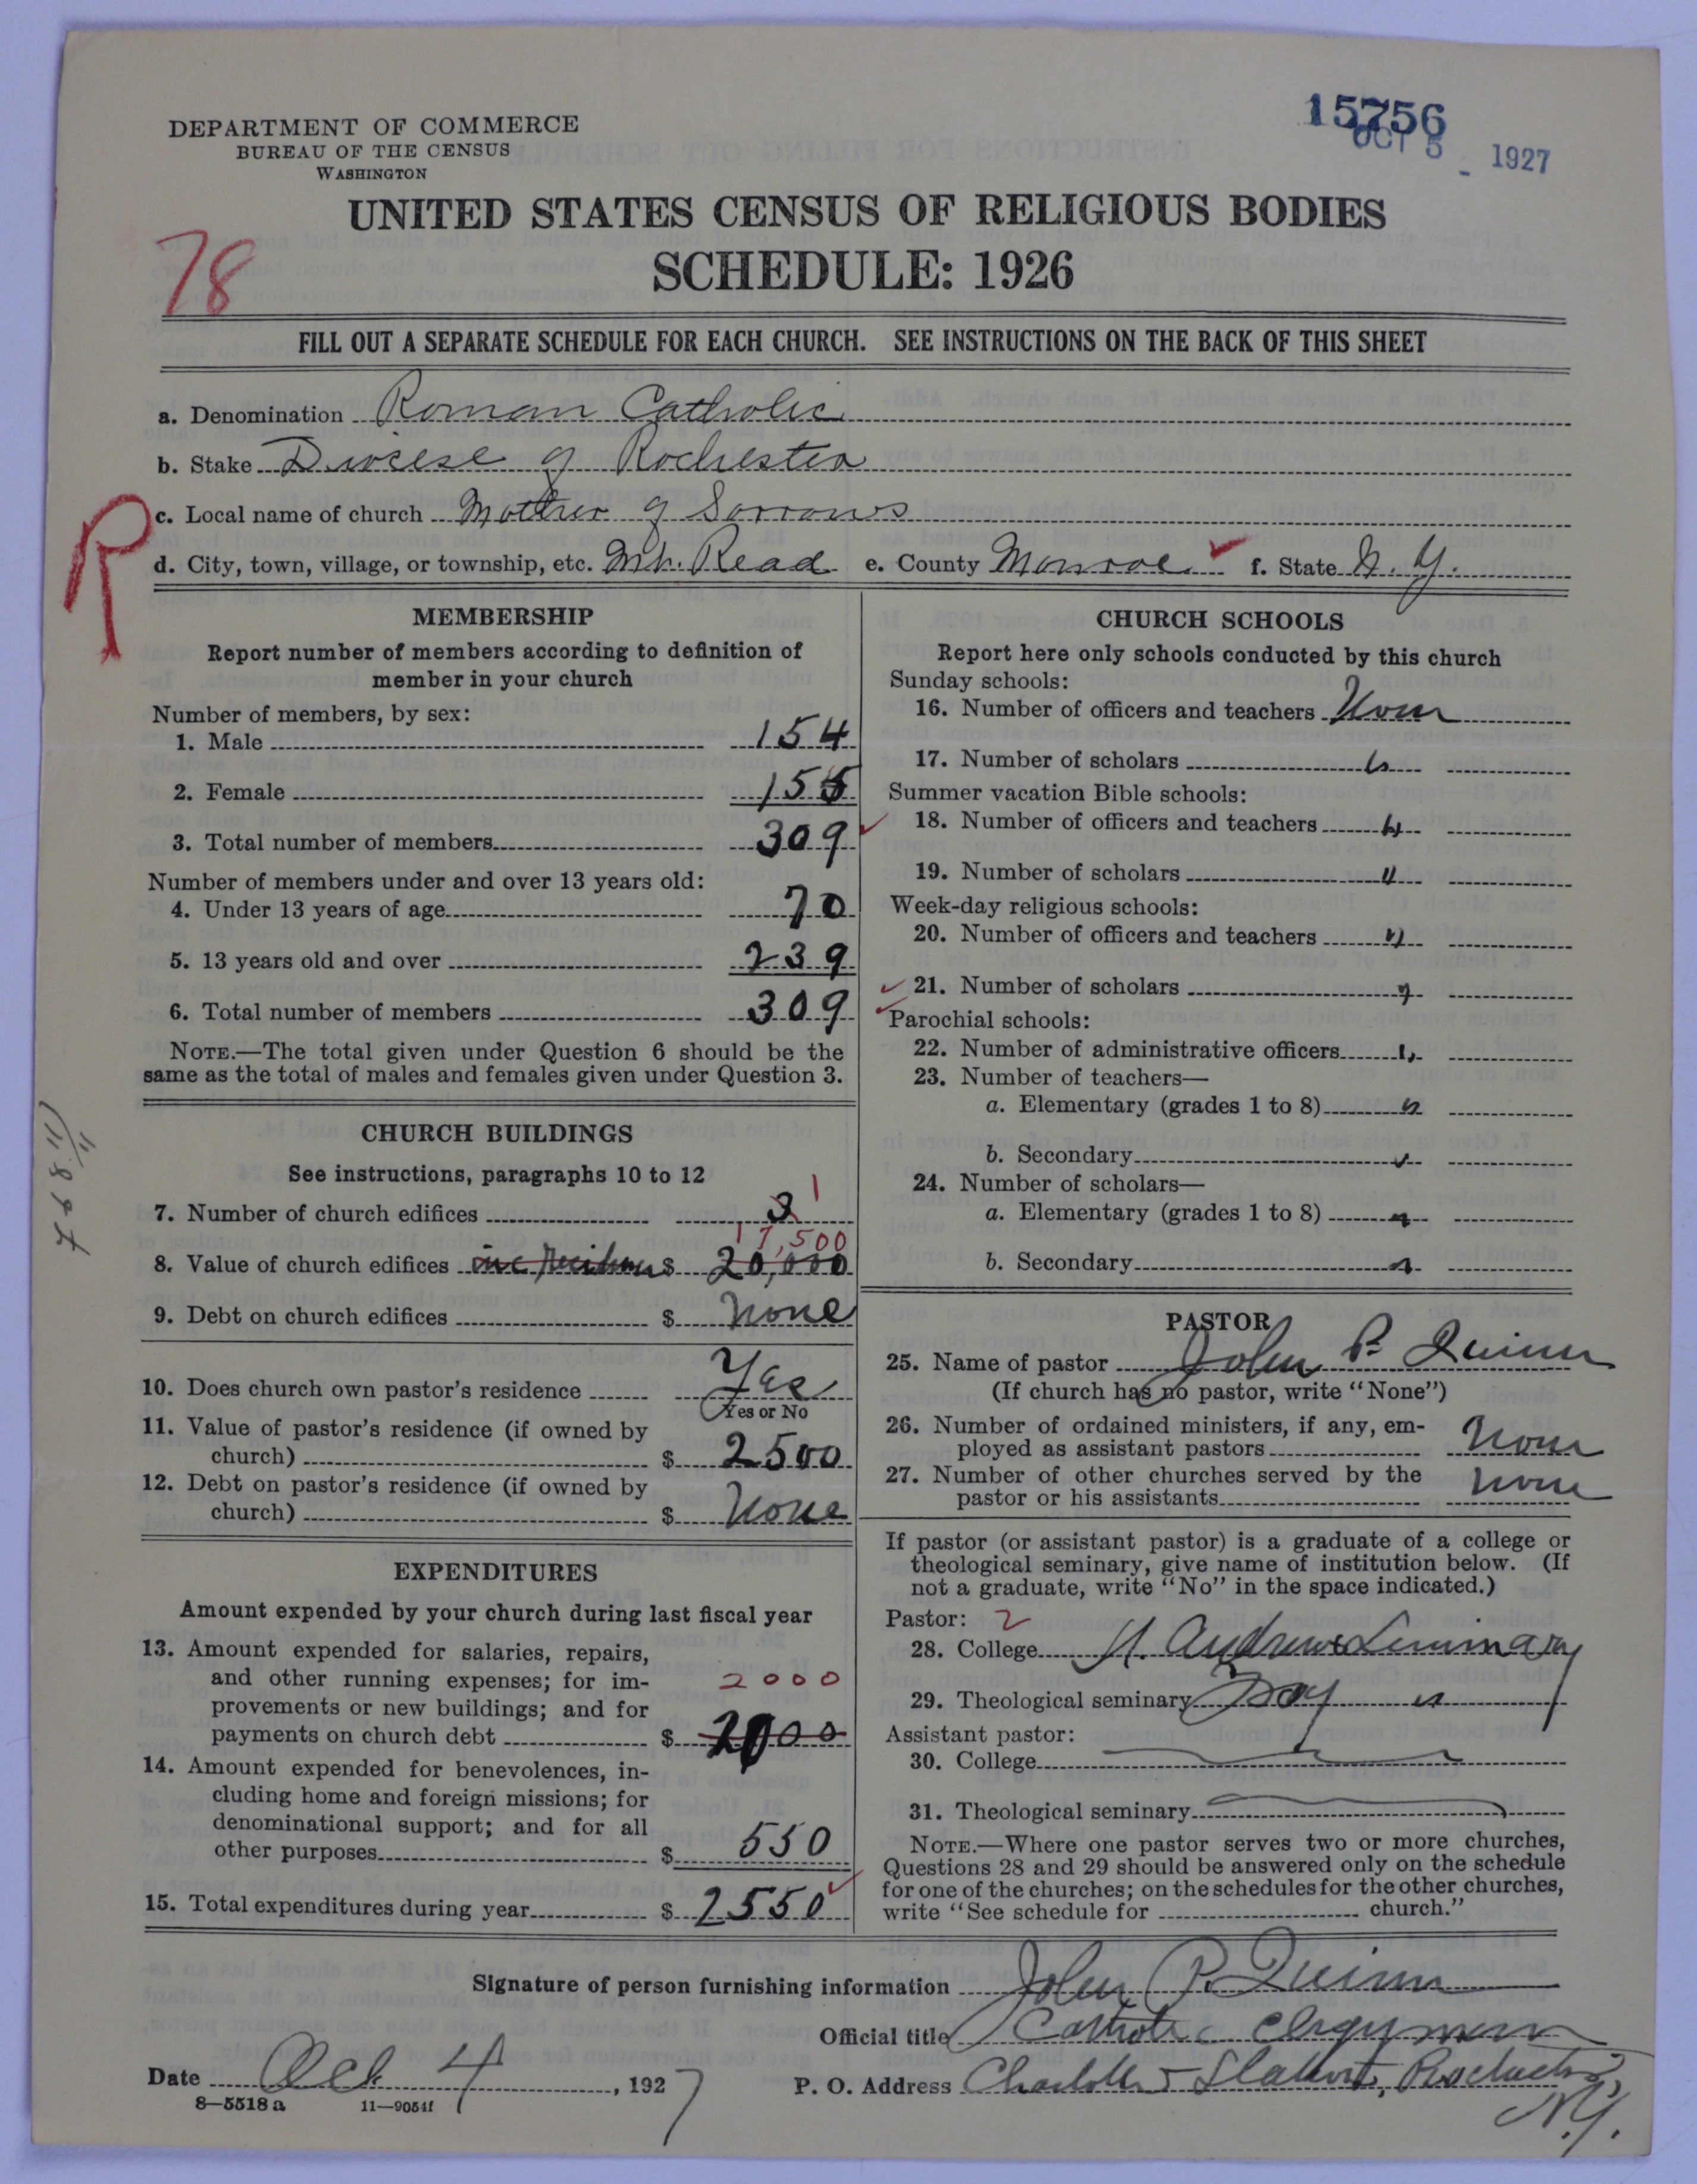 15756
OCT 5 1927
DEPARTMENT OF COMMERCE
BUREAU OF THE CENSUS
WASHINGTON
UNITED STATES CENSUS OF RELIGIOUS BODIES
SCHEDULE: 1926
78
FILL OUT A SEPARATE SCHEDULE FOR EACH CHURCH. SEE INSTRUCTIONS ON THE BACK OF THIS SHEET
a. Denomination Roman Catholic
b. Stake Diocese of Rochester
R
c. Local name of church Mother of Sorrows
d. City, town, village, or township, etc. Mt. Read e. County Monroe f. State N. Y.
MEMBERSHIP
Report number of members according to definition of
member in your church
Number of members, by sex:
1. Male 154
2. Female 155
3. Total number of members 309
Number of members under and over 13 years old:
4. Under 13 years of age 70
5. 13 years old and over 239
6. Total number of members 309
NOTE.—The total given under Question 6 should be the
same as the total of males and females given under Question 3.
CHURCH BUILDINGS
See instructions, paragraphs 10 to 12
7. Number of church edifices 3 1
17,500
8. Value of church edifices $ 20,000
9. Debt on church edifices $ None
10. Does church own pastor's residence Yes
Yes or No
11. Value of pastor's residence (if owned by
church) $ 2500
12. Debt on pastor's residence (if owned by
church) $ None
EXPENDITURES
Amount expended by your church during last fiscal year
13. Amount expended for salaries, repairs,
and other running expenses; for im-
provements or new buildings; and for
2000
payments on church debt $ 2000
14. Amount expended for benevolences, in-
cluding home and foreign missions; for
denominational support; and for all
other purposes $ 550
15. Total expenditures during year $ 2550
CHURCH SCHOOLS
Report here only schools conducted by this church
Sunday schools:
16. Number of officers and teachers None
17. Number of scholars "
Summer vacation Bible schools:
18. Number of officers and teachers "
19. Number of scholars "
Week-day religious schools:
20. Number of officers and teachers "
21. Number of scholars "
Parochial schools:
22. Number of administrative officers "
23. Number of teachers—
a. Elementary (grades 1 to 8) "
b. Secondary "
24. Number of scholars—
a. Elementary (grades 1 to 8) "
b. Secondary "
PASTOR
25. Name of pastor John P. Quinn
(If church has no pastor, write "None")
26. Number of ordained ministers, if any, em-
ployed as assistant pastors None
27. Number of other churches served by the
pastor or his assistants None
If pastor (or assistant pastor) is a graduate of a college or
theological seminary, give name of institution below. (If
not a graduate, write "No" in the space indicated.)
Pastor: 2
28. College St. Andrews Seminary
29. Theological seminary Troy "
Assistant pastor:
30. College
31. Theological seminary
NOTE.—Where one pastor serves two or more churches,
Questions 28 and 29 should be answered only on the schedule
for one of the churches; on the schedules for the other churches,
write "See schedule for church."
Signature of person furnishing information John P. Quinn
Official title Catholic Clergyman
Date Oct 4, 1927
P. O. Address Charlotte Station, Rochester,
N.Y.
8—5518 a 11—9054f